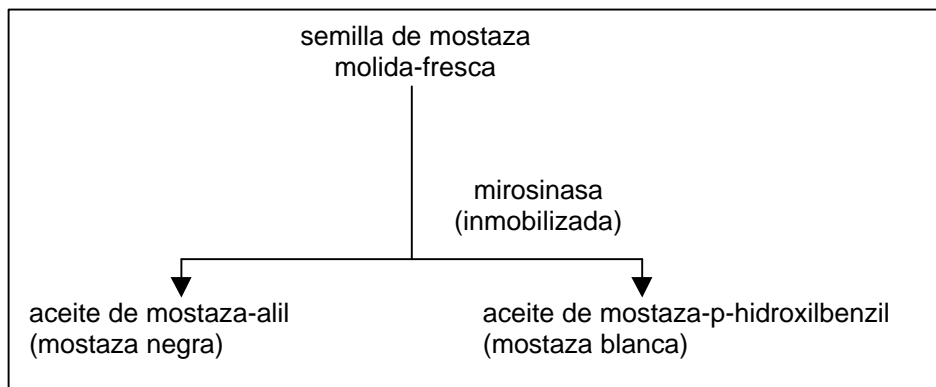 semilla de mostaza
molida-fresca
mirosinasa
(inmobilizada)
aceite de mostaza-alil
(mostaza negra)
aceite de mostaza-p-hidroxilbenzil
(mostaza blanca)